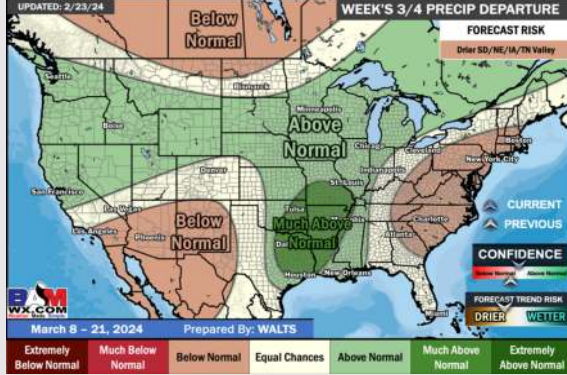 UPDATED: 2/23/24
WEEK'S 3/4 PRECIP DEPARTURE
FORECAST RISK
Drier SD/NE/IA/TN Valley
Below
Normal
Seattle
Bismarck
Minneapolis
Boise
Above
Normal
Chicago
Cleveland
Boston
New York City
Indianapolis
Denver
St. Louis
San Francisco
Las Vegas
Los Angeles
Phoenix
Below
Normal
Tulsa
Much Above
Normal
Charlotte
Atlanta
Houston
New Orleans
Miami
CURRENT
PREVIOUS
CONFIDENCE
Below Normal
Above Normal
FORECAST TREND RISK
DRIER
WETTER
BAM
WX.COM
March 8 – 21, 2024
Prepared By: WALTS
Extremely
Below Normal
Much Below
Normal
Below Normal
Equal Chances
Above Normal
Much Above
Normal
Extremely
Above Normal